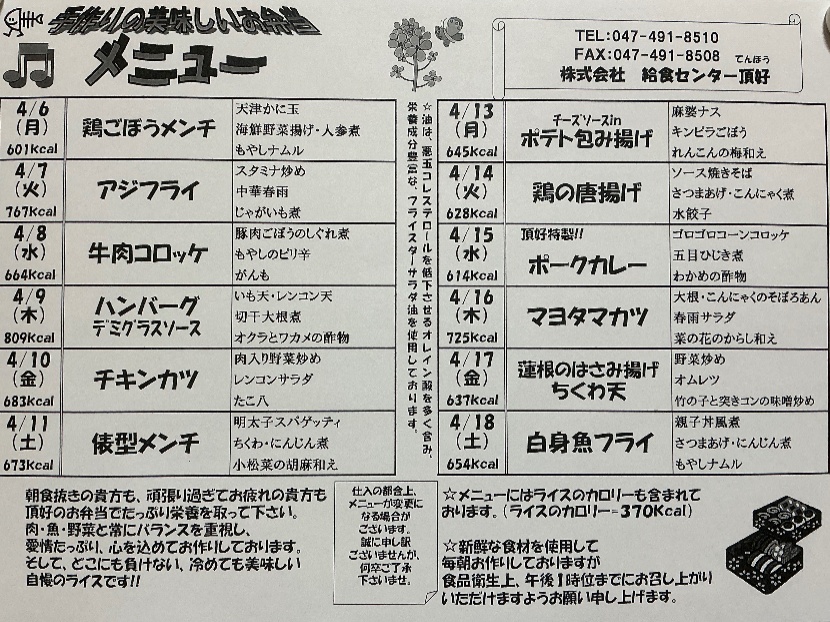 手作りの美味しいお弁当
メニュー
TEL:047-491-8510
FAX:047-491-8508
てんほう
株式会社 給食センター頂好
4/6
(月)
601Kcal
鶏ごぼうメンチ
天津かに玉
海鮮野菜揚げ・人参煮
もやしナムル
4/7
(火)
767Kcal
アジフライ
スタミナ炒め
中華春雨
じゃがいも煮
4/8
(水)
664Kcal
牛肉コロッケ
豚肉ごぼうのしぐれ煮
もやしのピリ辛
がんも
4/9
(木)
809Kcal
ハンバーグ
デミグラスソース
いも天・レンコン天
切干大根煮
オクラとワカメの酢物
4/10
(金)
683Kcal
チキンカツ
肉入り野菜炒め
レンコンサラダ
たこ八
4/11
(土)
673Kcal
俵型メンチ
明太子スパゲッティ
ちくわ・にんじん煮
小松菜の胡麻和え
☆油は、悪玉コレステロールを低下させるオレイン酸を多く含み、
栄養成分豊富な、フライスターサラダ油を使用しております。
4/13
(月)
645Kcal
チーズソースin
ポテト包み揚げ
麻婆ナス
キンピラごぼう
れんこんの梅和え
4/14
(火)
628Kcal
鶏の唐揚げ
ソース焼きそば
さつまあげ・こんにゃく煮
水餃子
4/15
(水)
614Kcal
頂好特製!!
ポークカレー
ゴロゴロコーンコロッケ
五目ひじき煮
わかめの酢物
4/16
(木)
725Kcal
マヨタマカツ
大根・こんにゃくのそぼろあん
春雨サラダ
菜の花のからし和え
4/17
(金)
637Kcal
蓮根のはさみ揚げ
ちくわ天
野菜炒め
オムレツ
竹の子と突きコンの味噌炒め
4/18
(土)
654Kcal
白身魚フライ
親子丼風煮
さつまあげ・にんじん煮
もやしナムル
朝食抜きの貴方も、頑張り過ぎてお疲れの貴方も
頂好のお弁当でたっぷり栄養を取って下さい。
肉・魚・野菜と常にバランスを重視し、
愛情たっぷり、心を込めてお作りしております。
そして、どこにも負けない、冷めても美味しい
自慢のライスです!!
仕入の都合上、
メニューが変更に
なる場合が
ございます。
誠に申し訳
ございませんが、
何卒ご了承
下さいませ。
☆メニューにはライスのカロリーも含まれて
おります。(ライスのカロリー=370Kcal)
☆新鮮な食材を使用して
毎朝お作りしておりますが
食品衛生上、午後1時位までにお召し上がり
いただけますようお願い申し上げます。